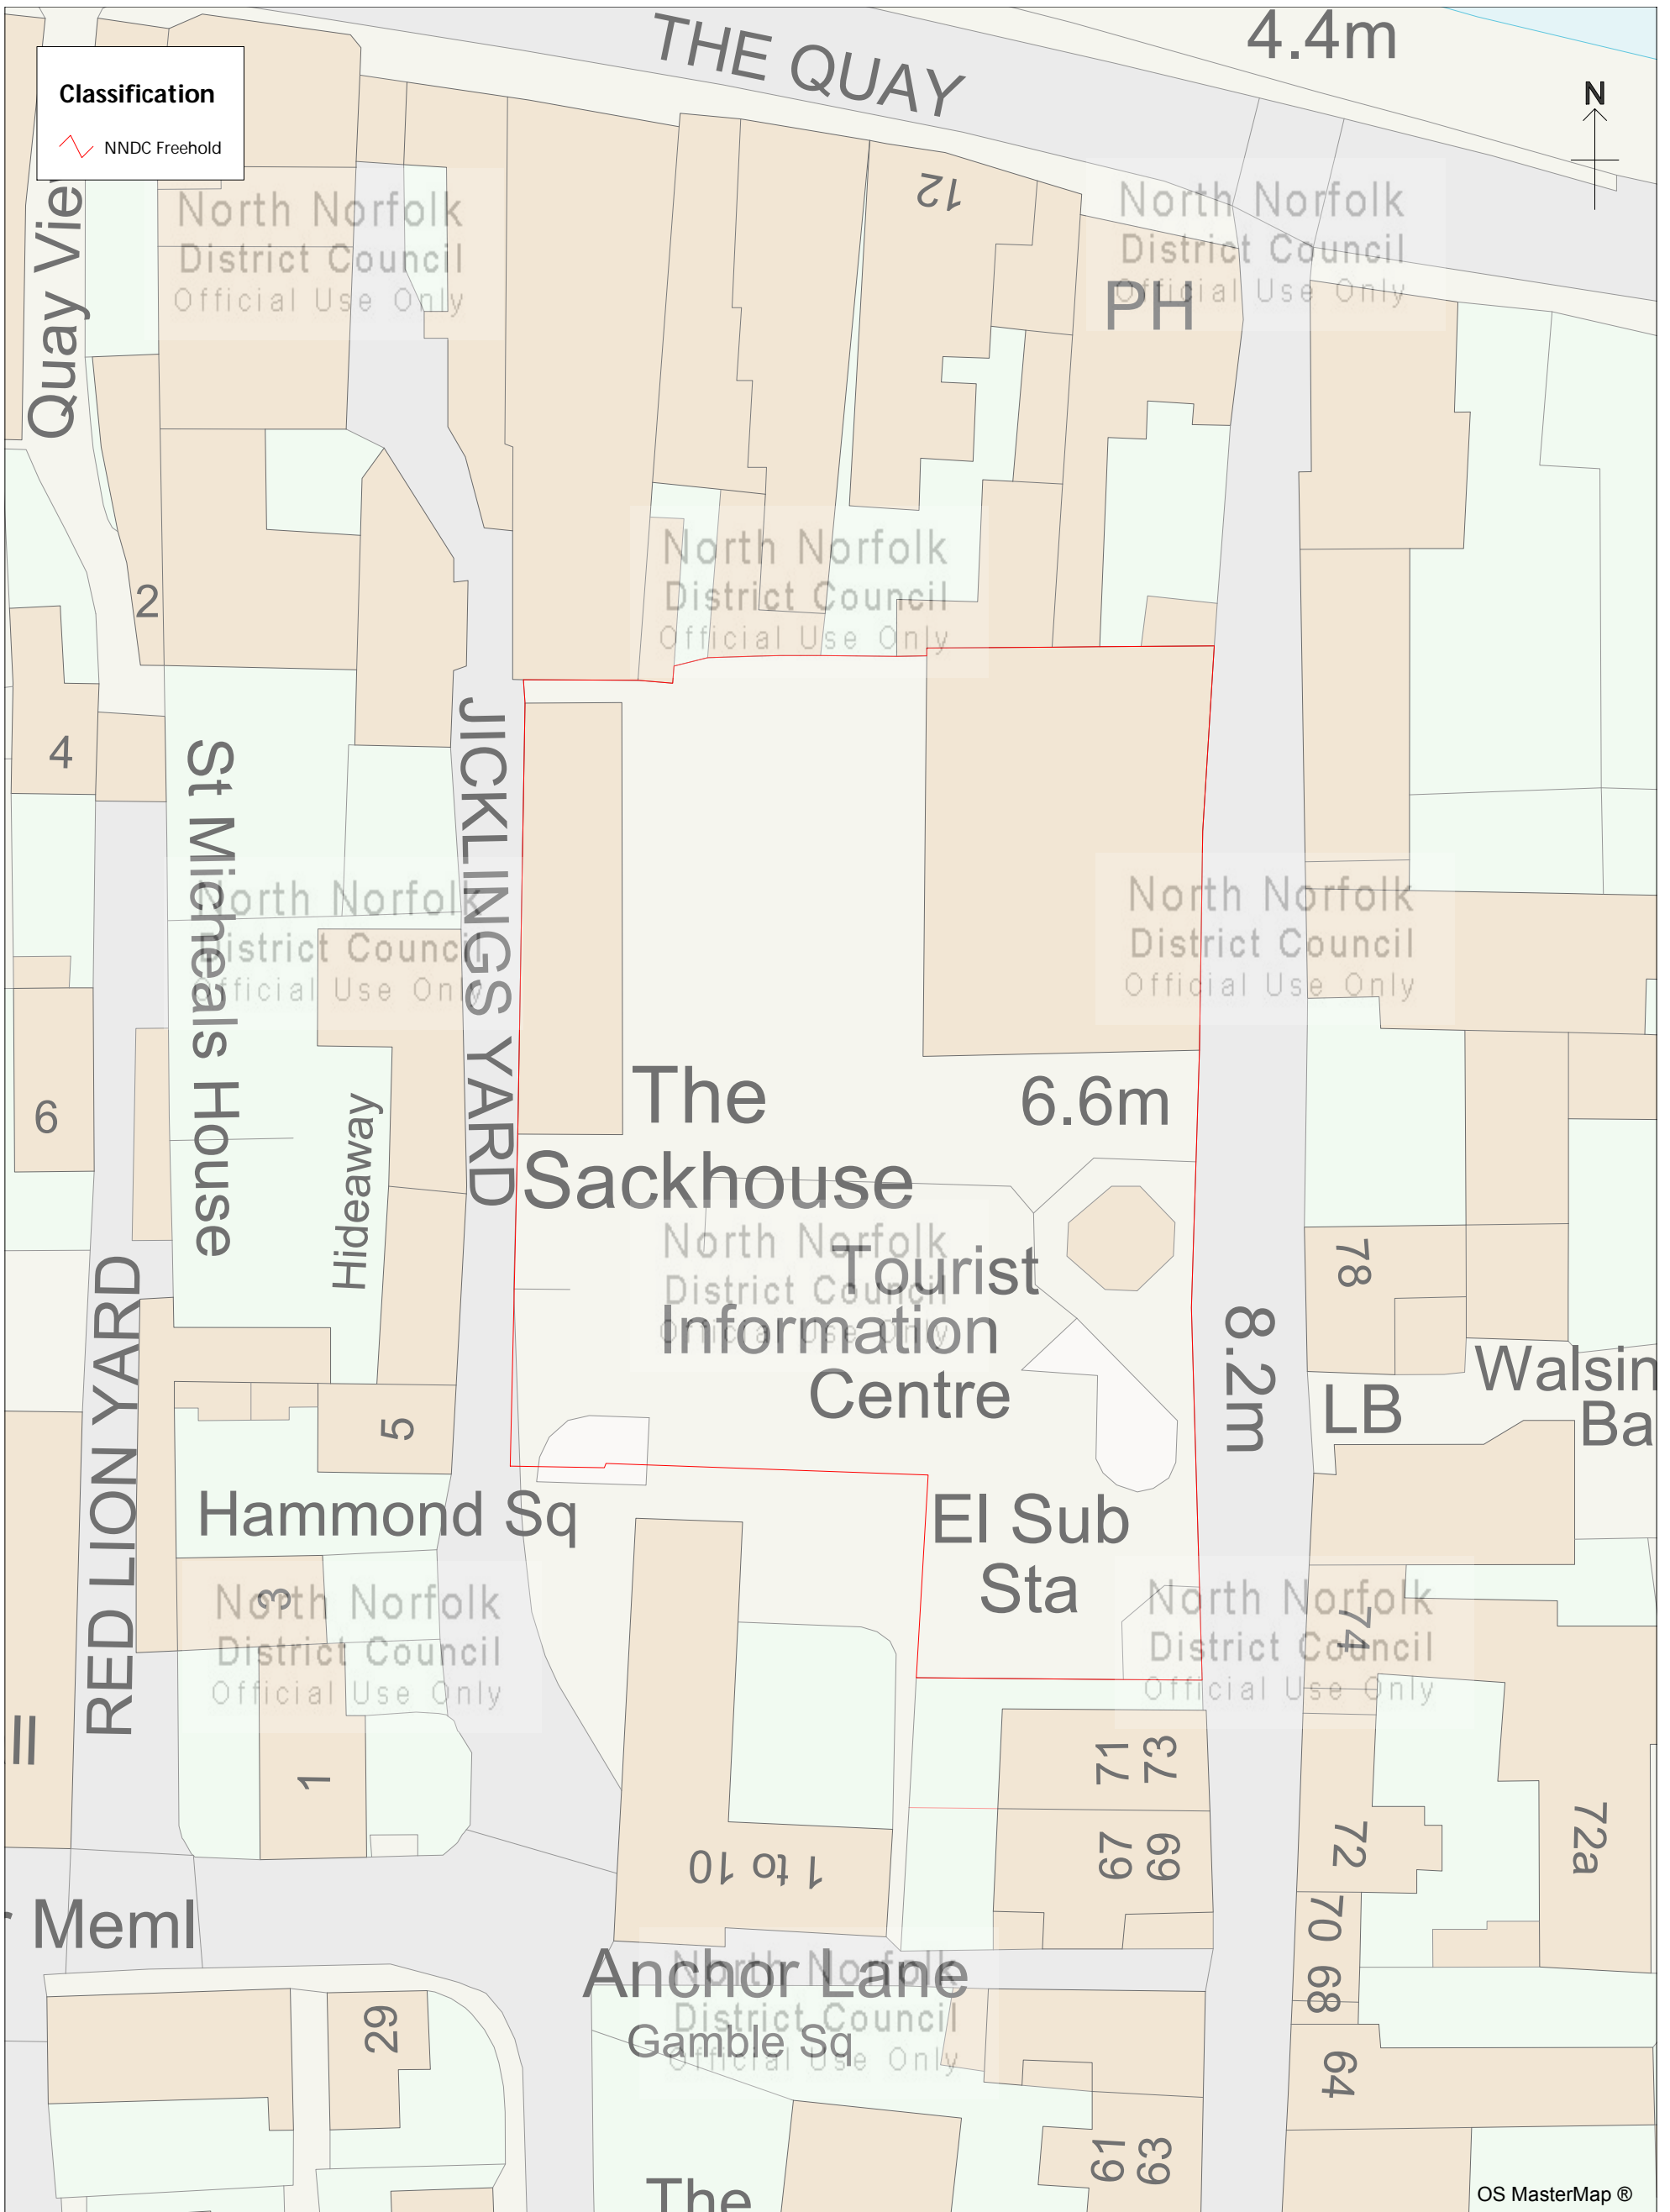 THE QUAY
4.4m
Classification
NNDC Freehold
N
Quay Vie
North Norfolk
District Council
Official Use Only
12
North Norfolk
District Council
Official Use Only
PH
North Norfolk
District Council
Official Use Only
2
4
St Micheals House
JICKLINGS YARD
North Norfolk
District Council
Official Use Only
North Norfolk
District Council
Official Use Only
6
Hideaway
The
Sackhouse
6.6m
North Norfolk
District Council
Official Use Only
Tourist
Information
Centre
78
8.2m
LB
Walsin
Ba
RED LION YARD
5
Hammond Sq
El Sub
Sta
3
North Norfolk
District Council
Official Use Only
North Norfolk
District Council
Official Use Only
74
ll
1
71
73
67
69
72
72a
1 to 10
r Meml
70
68
Anchor Lane
North Norfolk
District Council
Official Use Only
Gamble Sq
29
64
61
63
The
OS MasterMap ®